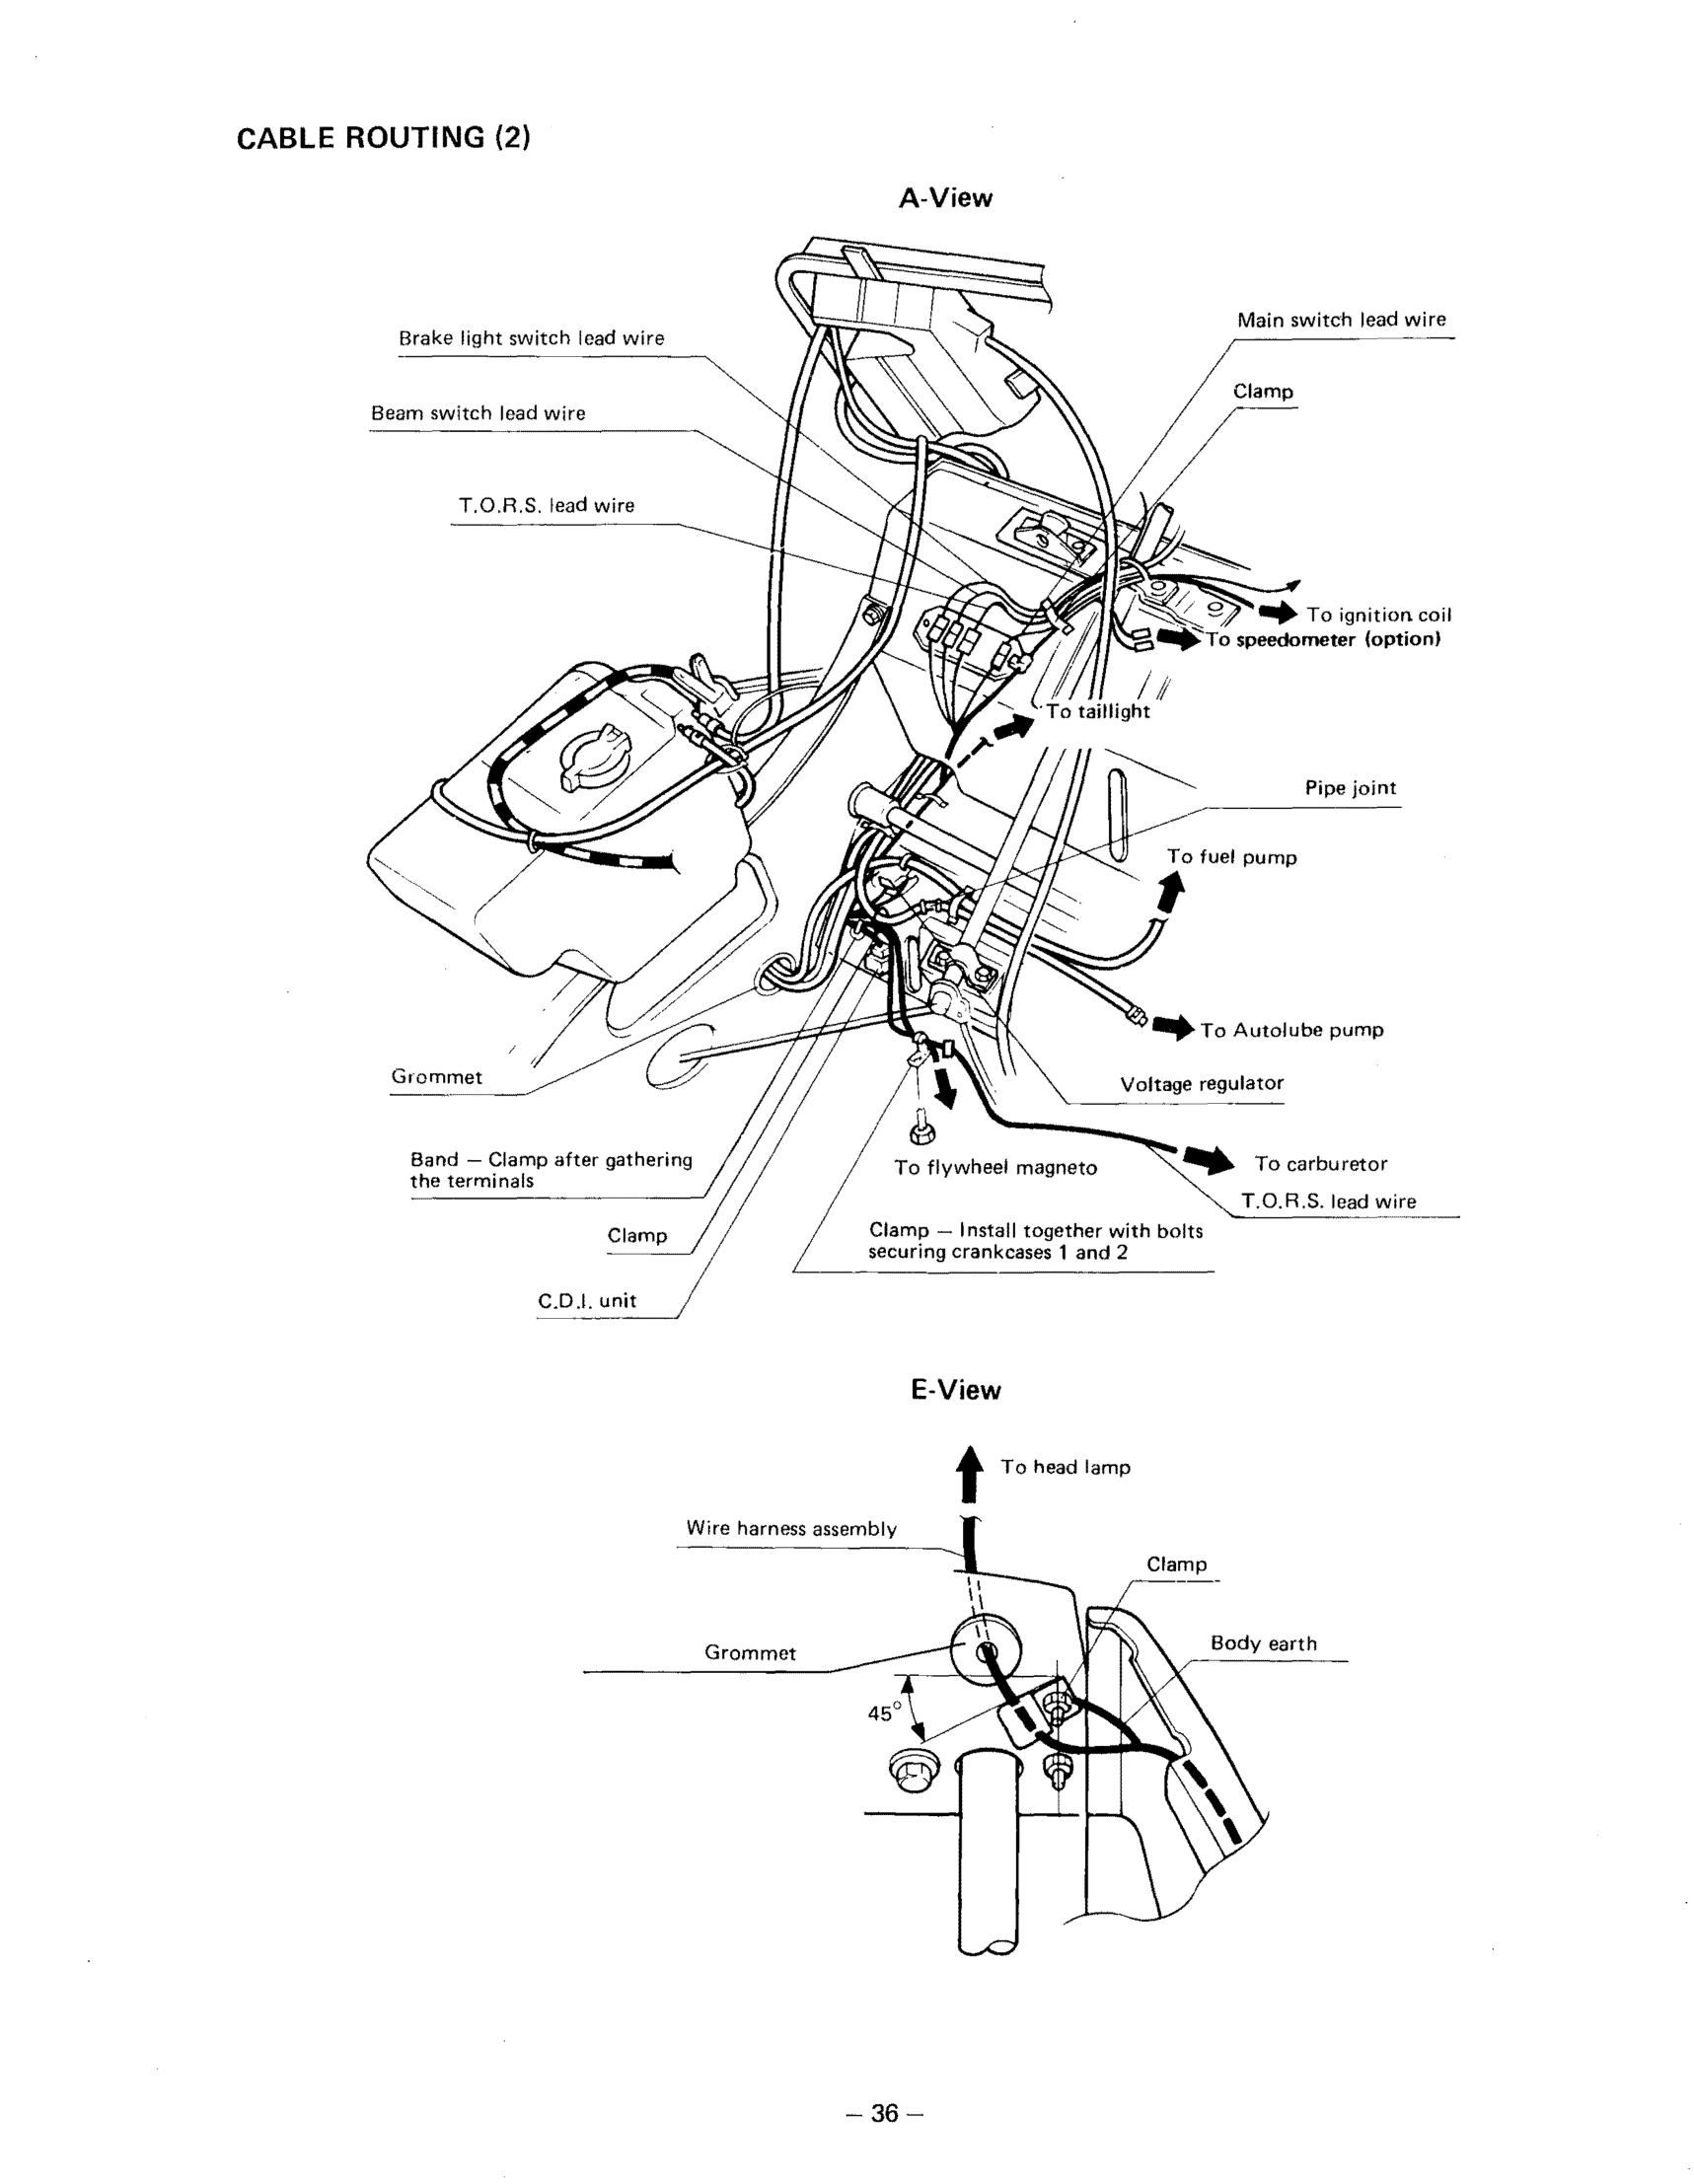 CABLE ROUTING (2)
A-View
Main switch lead wire
Brake light switch lead wire
Clamp
Beam switch lead wire
T.O.R.S. lead wire
To ignition coil
To speedometer (option)
To taillight
Pipe joint
To fuel pump
To Autolube pump
Grommet
Voltage regulator
Band — Clamp after gathering
the terminals
To flywheel magneto
To carburetor
T.O.R.S. lead wire
Clamp
Clamp — Install together with bolts
securing crankcases 1 and 2
C.D.I. unit
E-View
To head lamp
Wire harness assembly
Clamp
Grommet
Body earth
45°
— 36 —